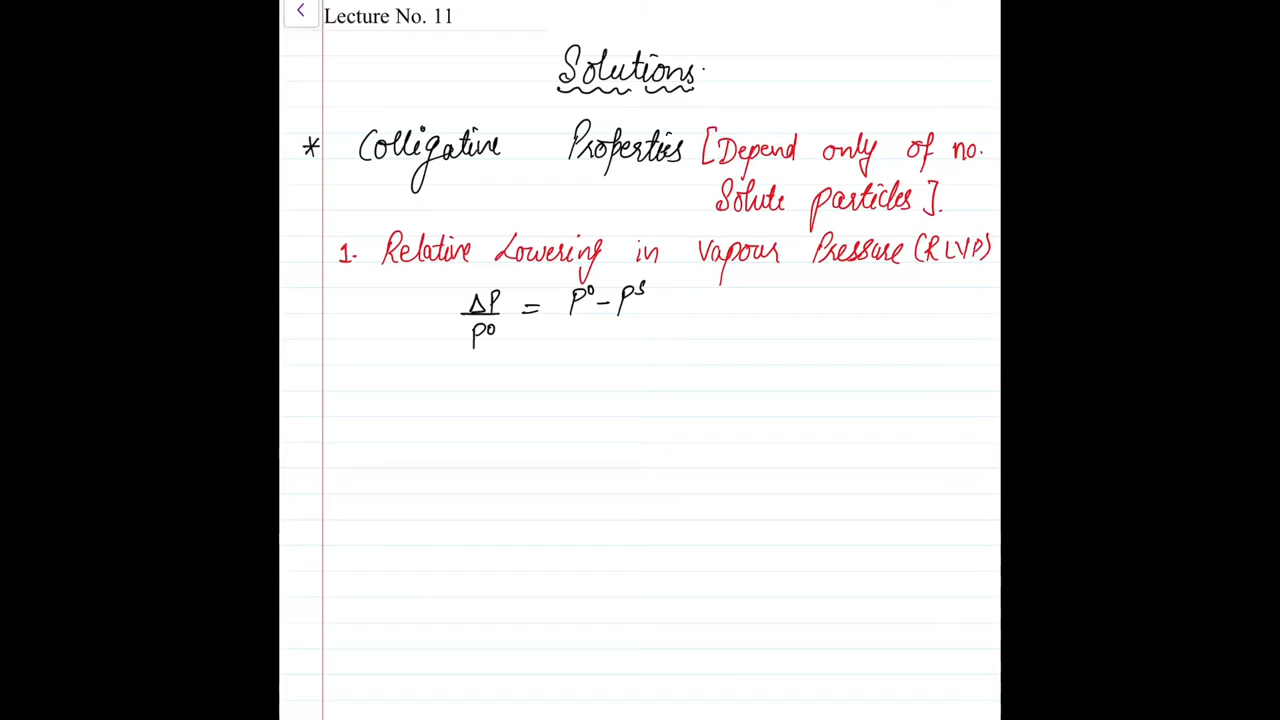 Lecture No. 11
Solutions.
* Colligative Properties [Depend only of no.
Solute particles].
1. Relative Lowering in Vapour Pressure (RLVP)
ΔP/P⁰ = P⁰ - Pˢ